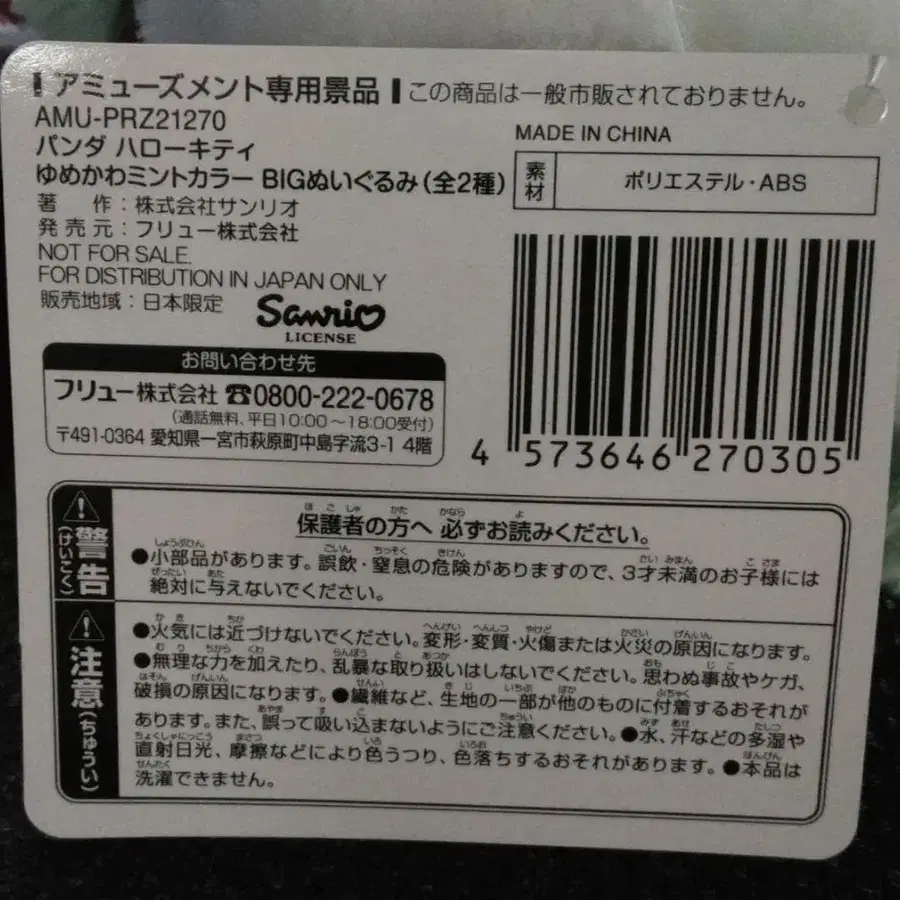 アミューズメント専用景品 この商品は一般市販されておりません。
AMU-PRZ21270
パンダ ハローキティ
ゆめかわミントカラー BIGぬいぐるみ(全2種)
著 作:株式会社サンリオ
発売元:フリュー株式会社
NOT FOR SALE.
FOR DISTRIBUTION IN JAPAN ONLY
販売地域:日本限定
Sanrio
LICENSE
MADE IN CHINA
素材 ポリエステル・ABS
お問い合わせ先
フリュー株式会社 ☎0800-222-0678
(通話無料、平日10:00~18:00受付)
〒491-0364 愛知県一宮市萩原町中島字流3-1 4階
4 573646 270305
警告(けいこく)
保護者の方へ 必ずお読みください。
●小部品があります。誤飲・窒息の危険がありますので、3才未満のお子様には
絶対に与えないでください。
注意(ちゅうい)
●火気には近づけないでください。変形・変質・火傷または火災の原因になります。
●無理な力を加えたり、乱暴な取り扱いはしないでください。思わぬ事故やケガ、
破損の原因になります。●繊維など、生地の一部が他のものに付着するおそれが
あります。また、誤って吸い込まないようにご注意ください。●水、汗などの多湿や
直射日光、摩擦などにより色うつり、色落ちするおそれがあります。●本品は
洗濯できません。